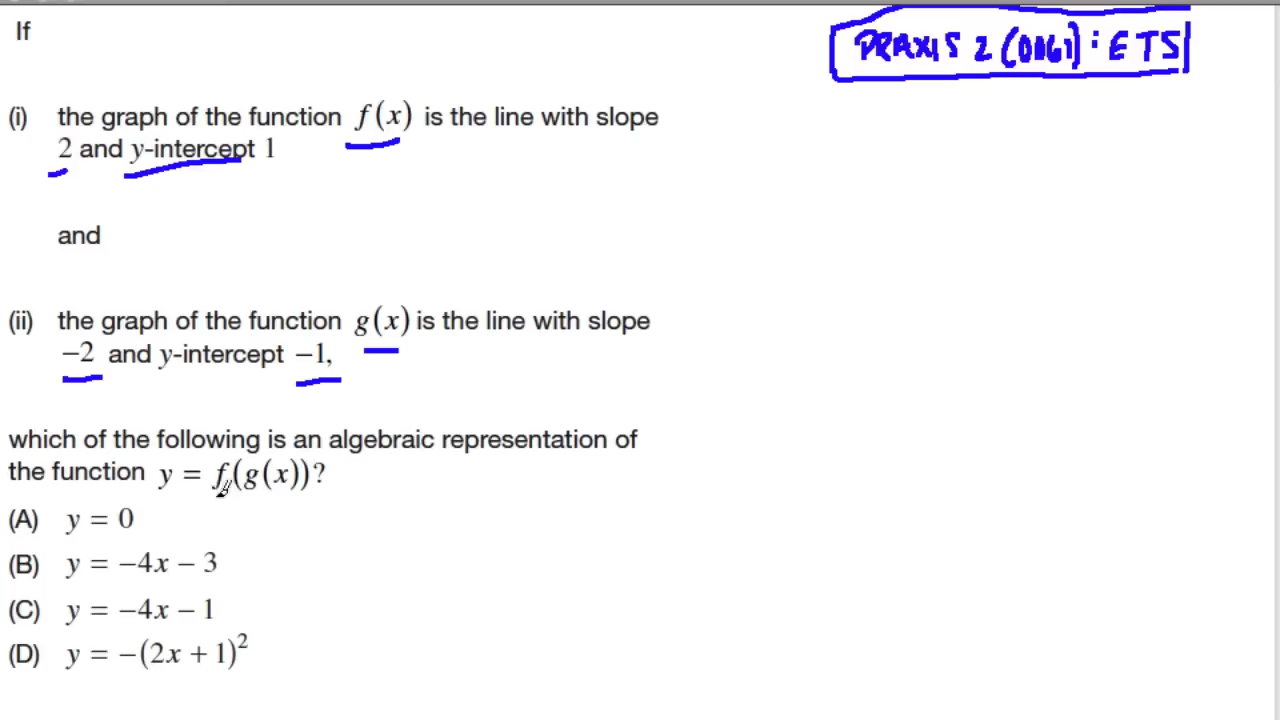 If
PRAXIS 2 (0061): ETS
(i) the graph of the function f(x) is the line with slope
2 and y-intercept 1
and
(ii) the graph of the function g(x) is the line with slope
−2 and y-intercept −1,
which of the following is an algebraic representation of
the function y = f(g(x))?
(A) y = 0
(B) y = −4x − 3
(C) y = −4x − 1
(D) y = −(2x + 1)²